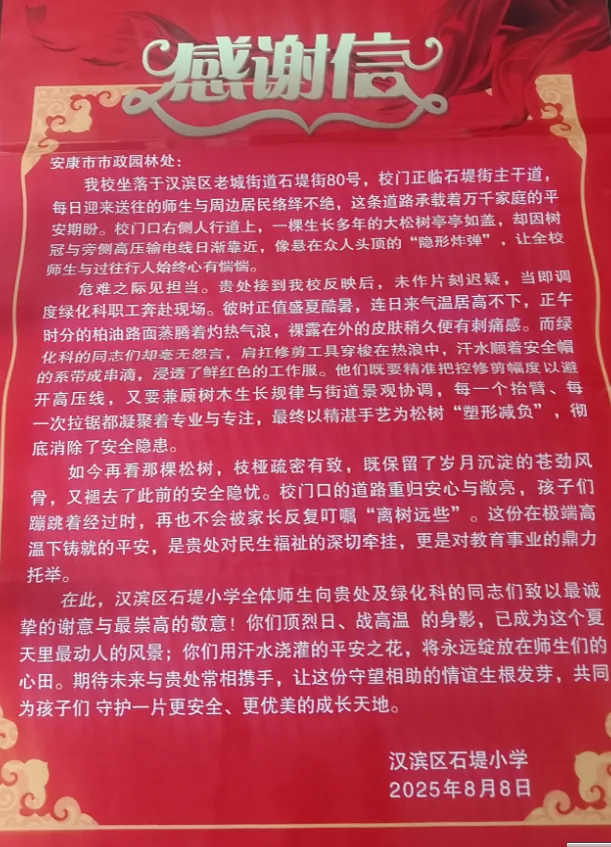 感谢信
安康市市政园林处：
我校坐落于汉滨区老城街道石堤街80号，校门正临石堤街主干道，
每日迎来送往的师生与周边居民络绎不绝，这条道路承载着万千家庭的平
安期盼。校门口右侧人行道上，一棵生长多年的大松树亭亭如盖，却因树
冠与旁侧高压输电线日渐靠近，像悬在众人头顶的“隐形炸弹”，让全校
师生与过往行人始终心有惴惴。
危难之际见担当。贵处接到我校反映后，未作片刻迟疑，当即调
度绿化科职工奔赴现场。彼时正值盛夏酷暑，连日来气温居高不下，正午
时分的柏油路面蒸腾着灼热气浪，裸露在外的皮肤稍久便有刺痛感。而绿
化科的同志们却毫无怨言，肩扛修剪工具穿梭在热浪中，汗水顺着安全帽
的系带成串滴，浸透了鲜红色的工作服。他们既要精准把控修剪幅度以避
开高压线，又要兼顾树木生长规律与街道景观协调，每一个抬臂、每
一次拉锯都凝聚着专业与专注，最终以精湛手艺为松树“塑形减负”，彻
底消除了安全隐患。
如今再看那棵松树，枝桠疏密有致，既保留了岁月沉淀的苍劲风
骨，又褪去了此前的安全隐忧。校门口的道路重归安心与敞亮，孩子们
蹦跳着经过时，再也不会被家长反复叮嘱“离树远些”。这份在极端高
温下铸就的平安，是贵处对民生福祉的深切牵挂，更是对教育事业的鼎力
托举。
在此，汉滨区石堤小学全体师生向贵处及绿化科的同志们致以最诚
挚的谢意与最崇高的敬意！你们顶烈日、战高温 的身影，已成为这个夏
天里最动人的风景；你们用汗水浇灌的平安之花，将永远绽放在师生们的
心田。期待未来与贵处常相携手，让这份守望相助的情谊生根发芽，共同
为孩子们 守护一片更安全、更优美的成长天地。
汉滨区石堤小学
2025年8月8日